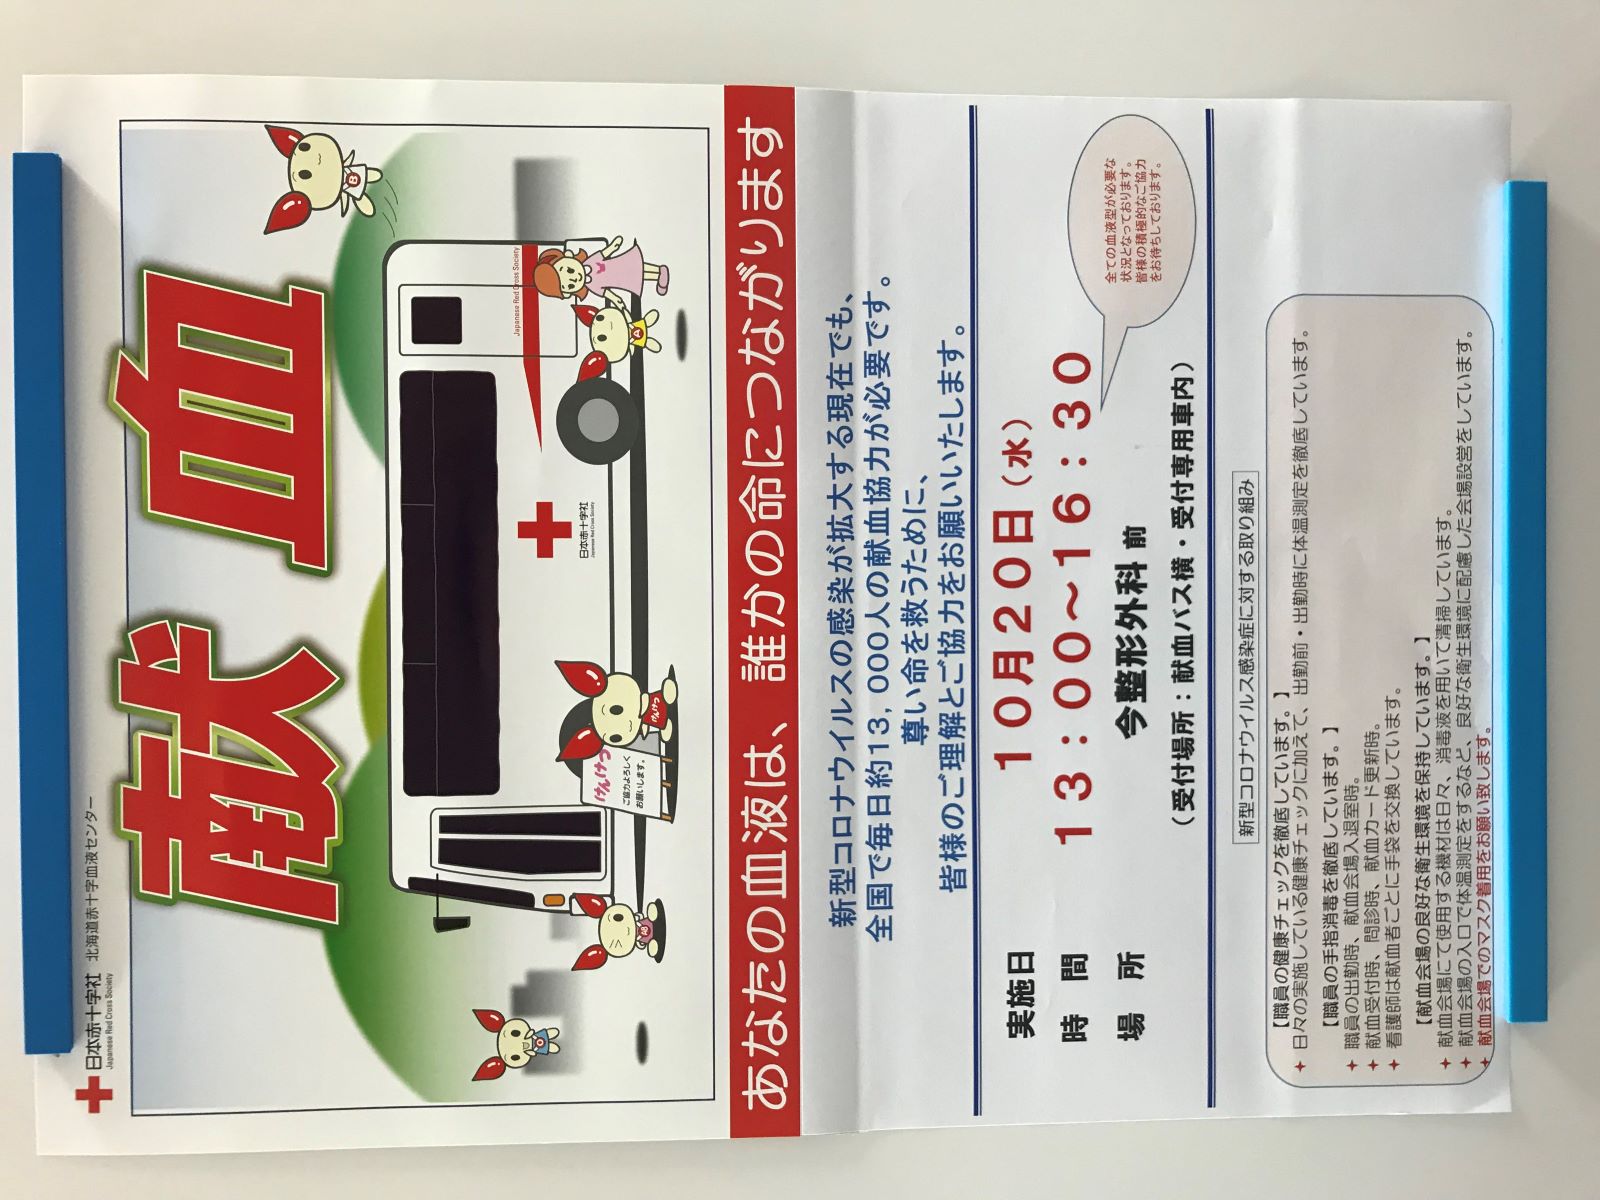 日本赤十字社 北海道赤十字血液センター
Japanese Red Cross Society
献血
B
Japanese Red Cross Society
A
日本赤十字社
Japanese Red Cross Society
けんけつ
ご協力よろしく
お願いします。
けんけつ
AB
O
あなたの血液は、誰かの命につながります
新型コロナウイルスの感染が拡大する現在でも、
全国で毎日約13,000人の献血協力が必要です。
尊い命を救うために、
皆様のご理解とご協力をお願いいたします。
実施日 10月20日(水)
時 間 13:00~16:30
場 所 今整形外科 前
(受付場所:献血バス横・受付専用車内)
全ての血液型が必要な
状況となっております。
皆様の積極的なご協力
をお待ちしております。
新型コロナウイルス感染症に対する取り組み
【職員の健康チェックを徹底しています。】
日々の実施している健康チェックに加えて、出勤前・出勤時に体温測定を徹底しています。
【職員の手指消毒を徹底しています。】
職員の出勤時、献血会場入退室時。
献血受付時、問診時、献血カード更新時。
看護師は献血者ごとに手袋を交換しています。
【献血会場の良好な衛生環境を保持しています。】
献血会場にて使用する機材は日々、消毒液を用いて清掃しています。
献血会場の入口で体温測定をするなど、良好な衛生環境に配慮した会場設営をしています。
献血会場でのマスク着用をお願い致します。